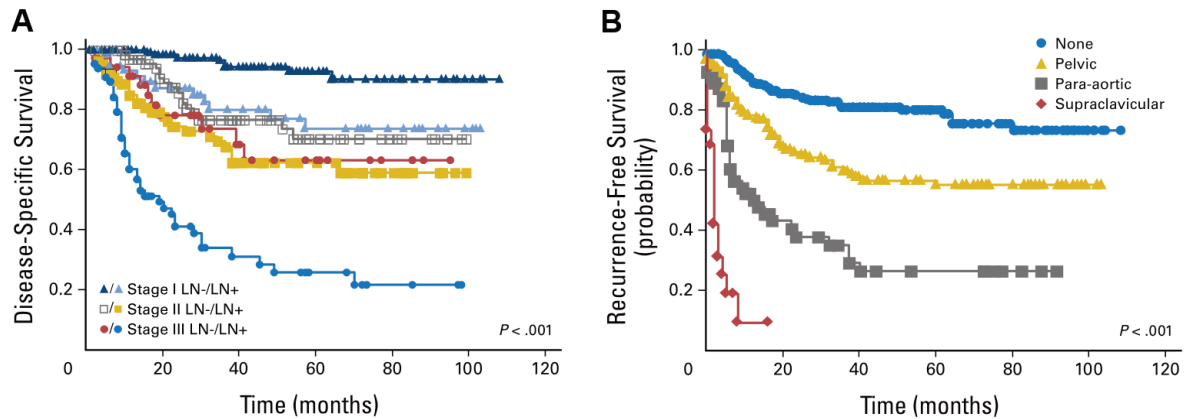 A
Disease-Specific Survival
1.0
0.8
0.6
0.4
0.2
0
20
40
60
80
100
120
Time (months)
/ Stage I LN-/LN+
/ Stage II LN-/LN+
/ Stage III LN-/LN+
P < .001
B
Recurrence-Free Survival
(probability)
1.0
0.8
0.6
0.4
0.2
0
20
40
60
80
100
120
Time (months)
None
Pelvic
Para-aortic
Supraclavicular
P < .001